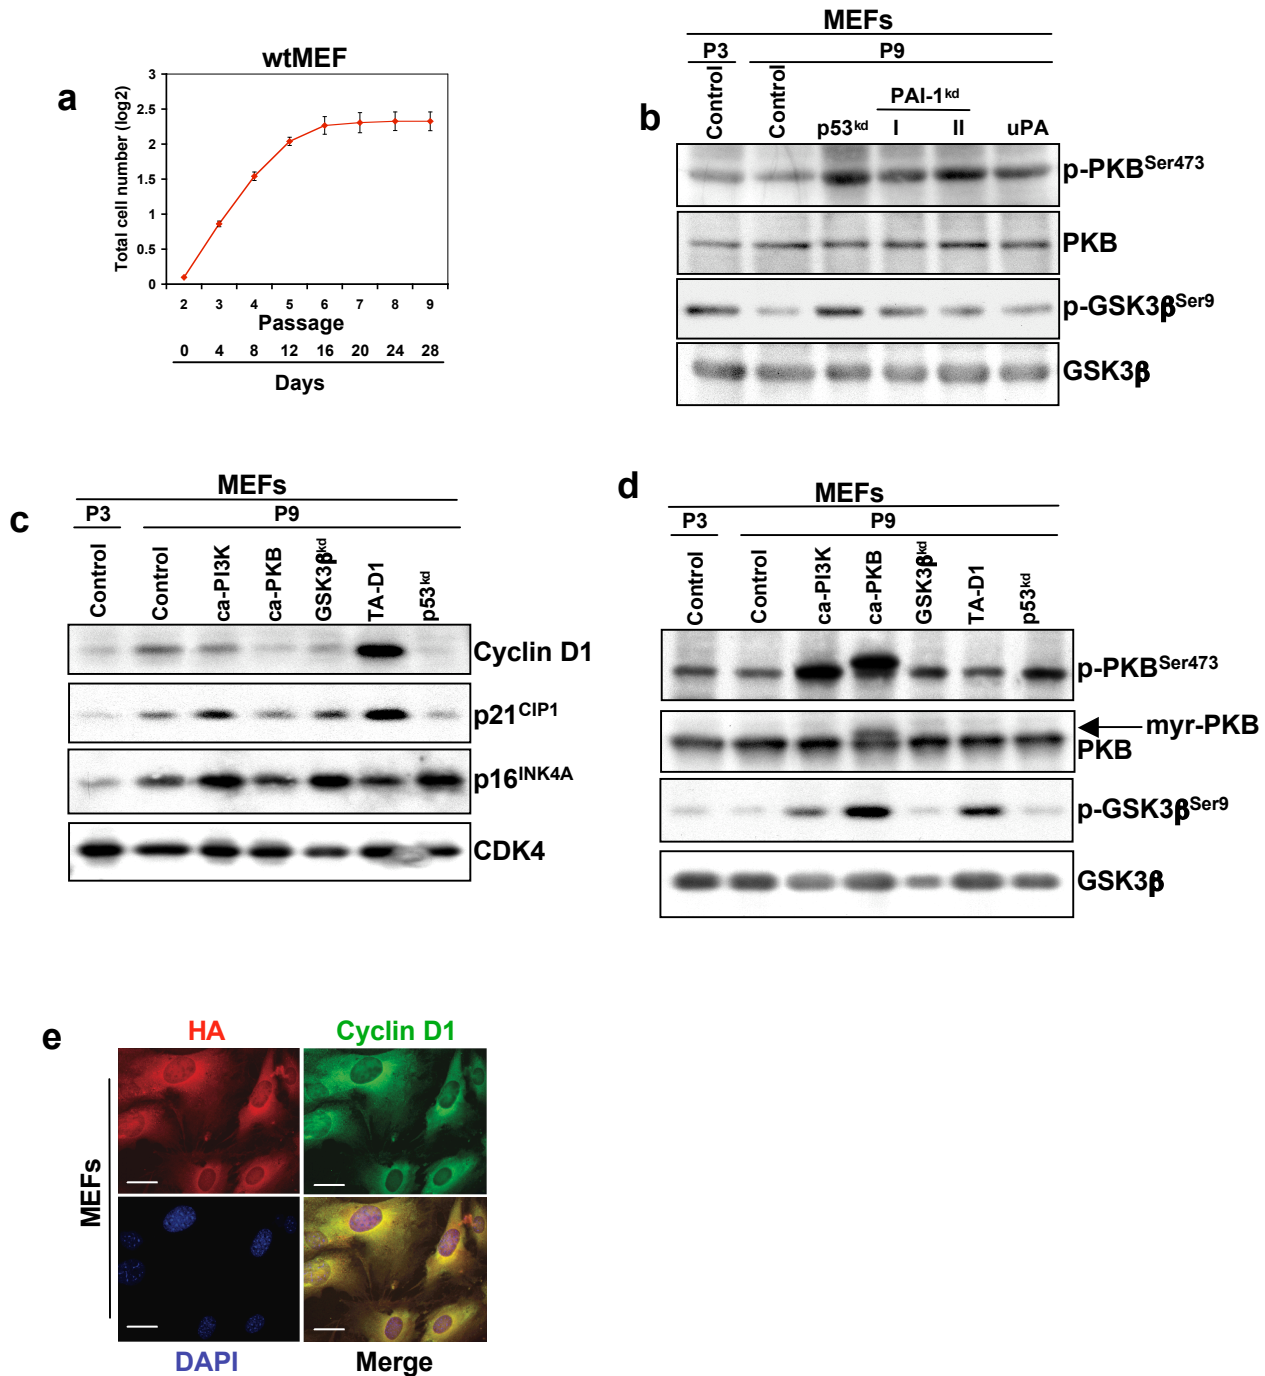 a
wtMEF
Total cell number (log2)
3
2.5
2
1.5
1
0.5
0
2 3 4 5 6 7 8 9
Passage
0 4 8 12 16 20 24 28
Days
b
MEFs
P3 P9
Control Control p53kd PAI-1kd I II uPA
p-PKBSer473
PKB
p-GSK3βSer9
GSK3β
c
MEFs
P3 P9
Control Control ca-PI3K ca-PKB GSK3βkd TA-D1 p53kd
Cyclin D1
p21CIP1
p16INK4A
CDK4
d
MEFs
P3 P9
Control Control ca-PI3K ca-PKB GSK3βkd TA-D1 p53kd
p-PKBSer473
myr-PKB
PKB
p-GSK3βSer9
GSK3β
e
HA Cyclin D1
MEFs
DAPI Merge